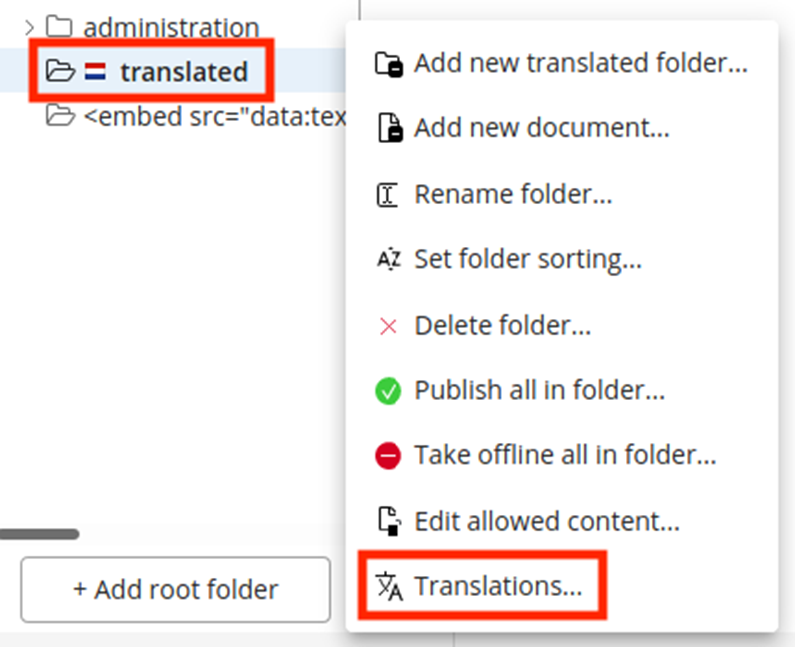 administration
translated
<embed src="data:tex
Add new translated folder...
Add new document...
Rename folder...
Set folder sorting...
Delete folder...
Publish all in folder...
Take offline all in folder...
Edit allowed content...
Translations...
+ Add root folder